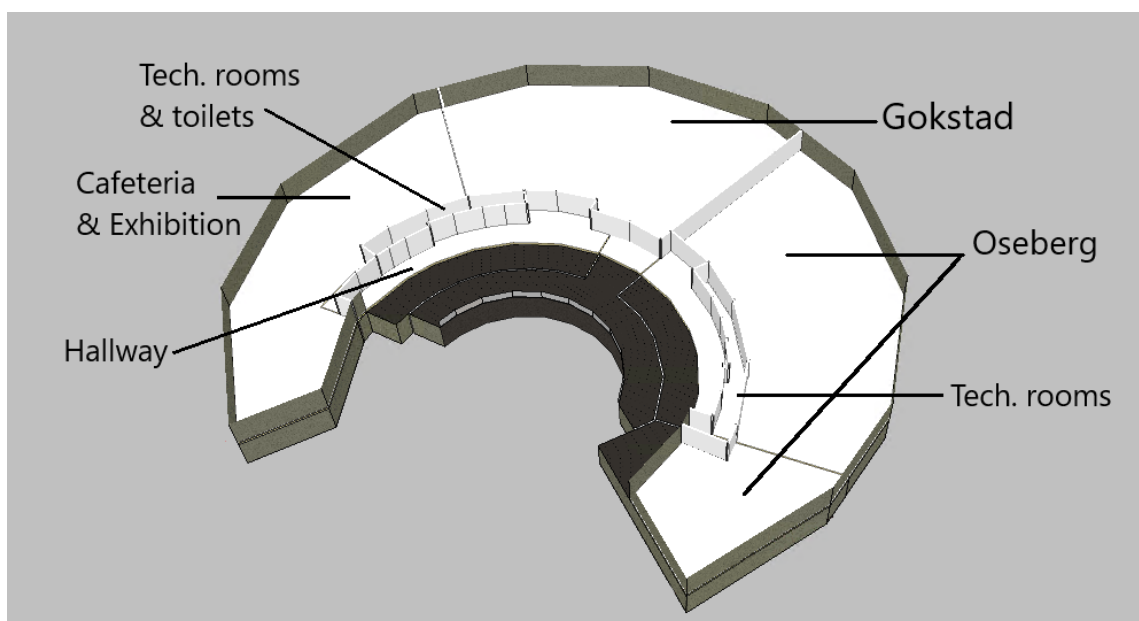 Tech. rooms
& toilets
Gokstad
Cafeteria
& Exhibition
Oseberg
Hallway
Tech. rooms